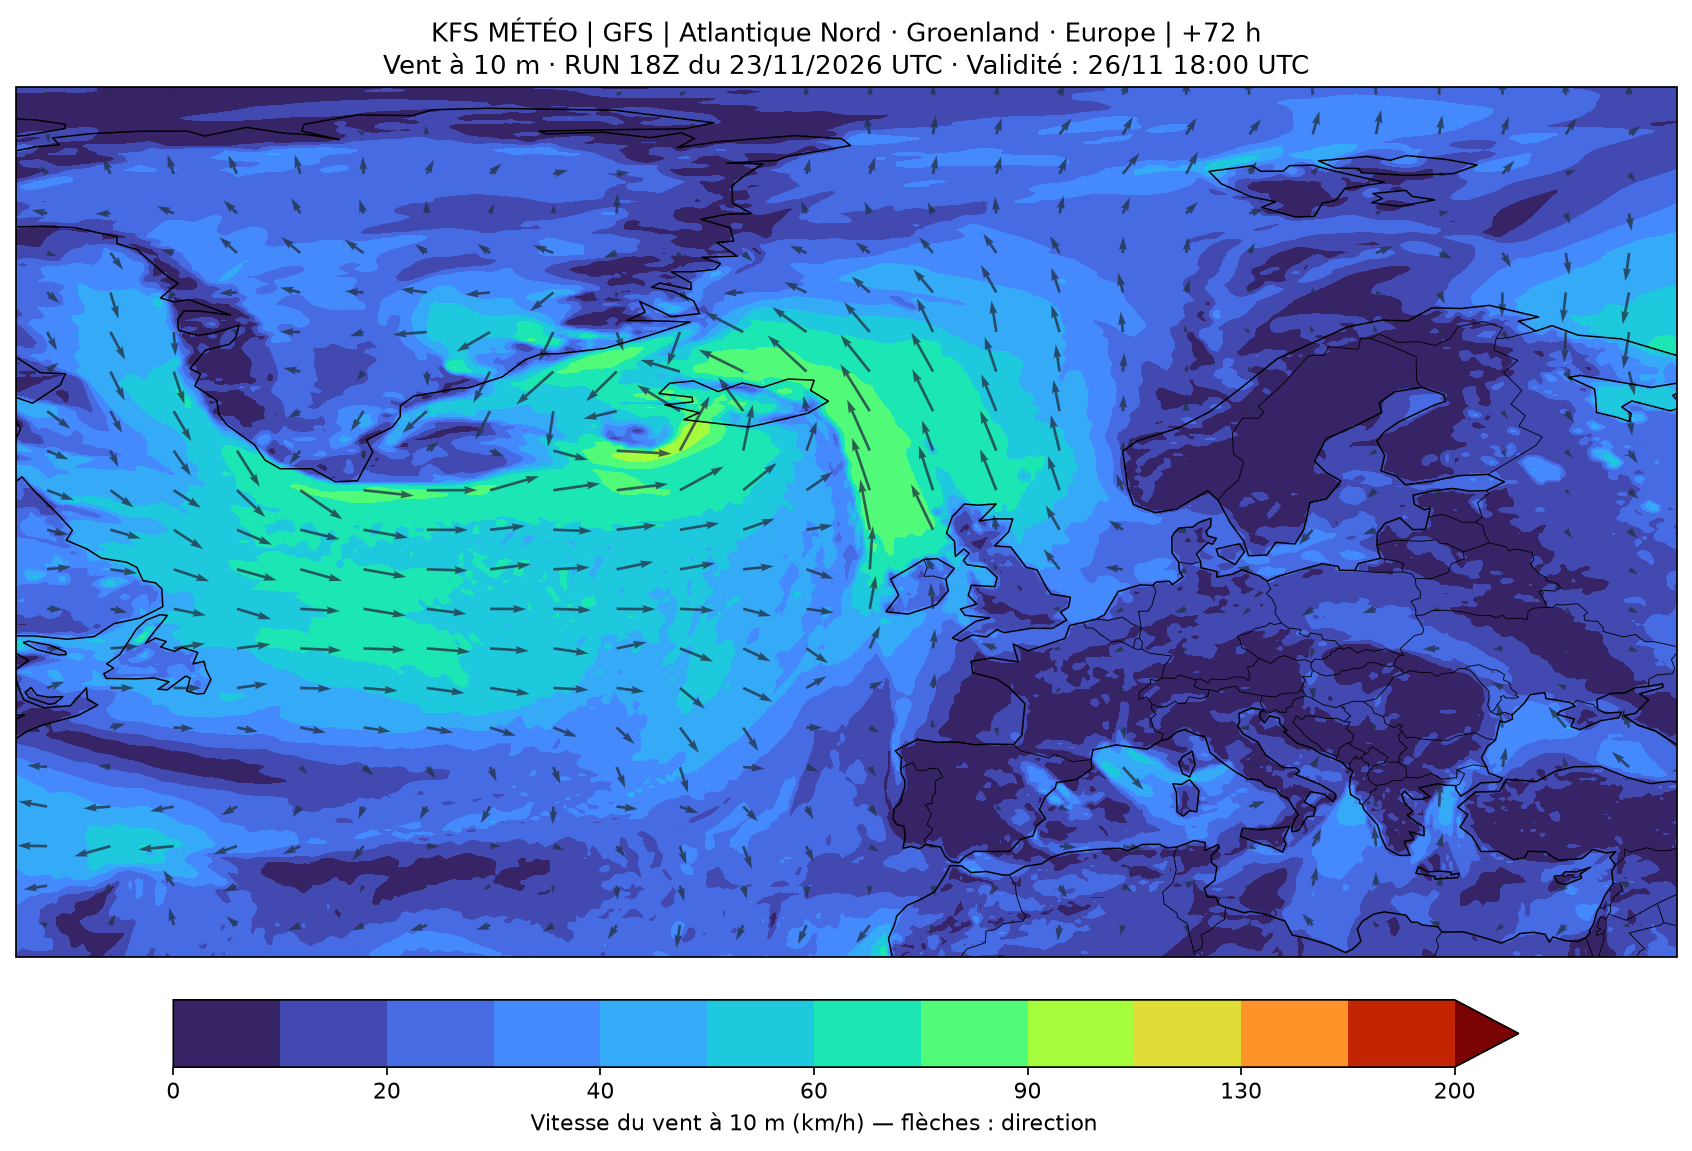 KFS MÉTÉO | GFS | Atlantique Nord · Groenland · Europe | +72 h
Vent à 10 m · RUN 18Z du 23/11/2026 UTC · Validité : 26/11 18:00 UTC
0 20 40 60 90 130 200
Vitesse du vent à 10 m (km/h) — flèches : direction